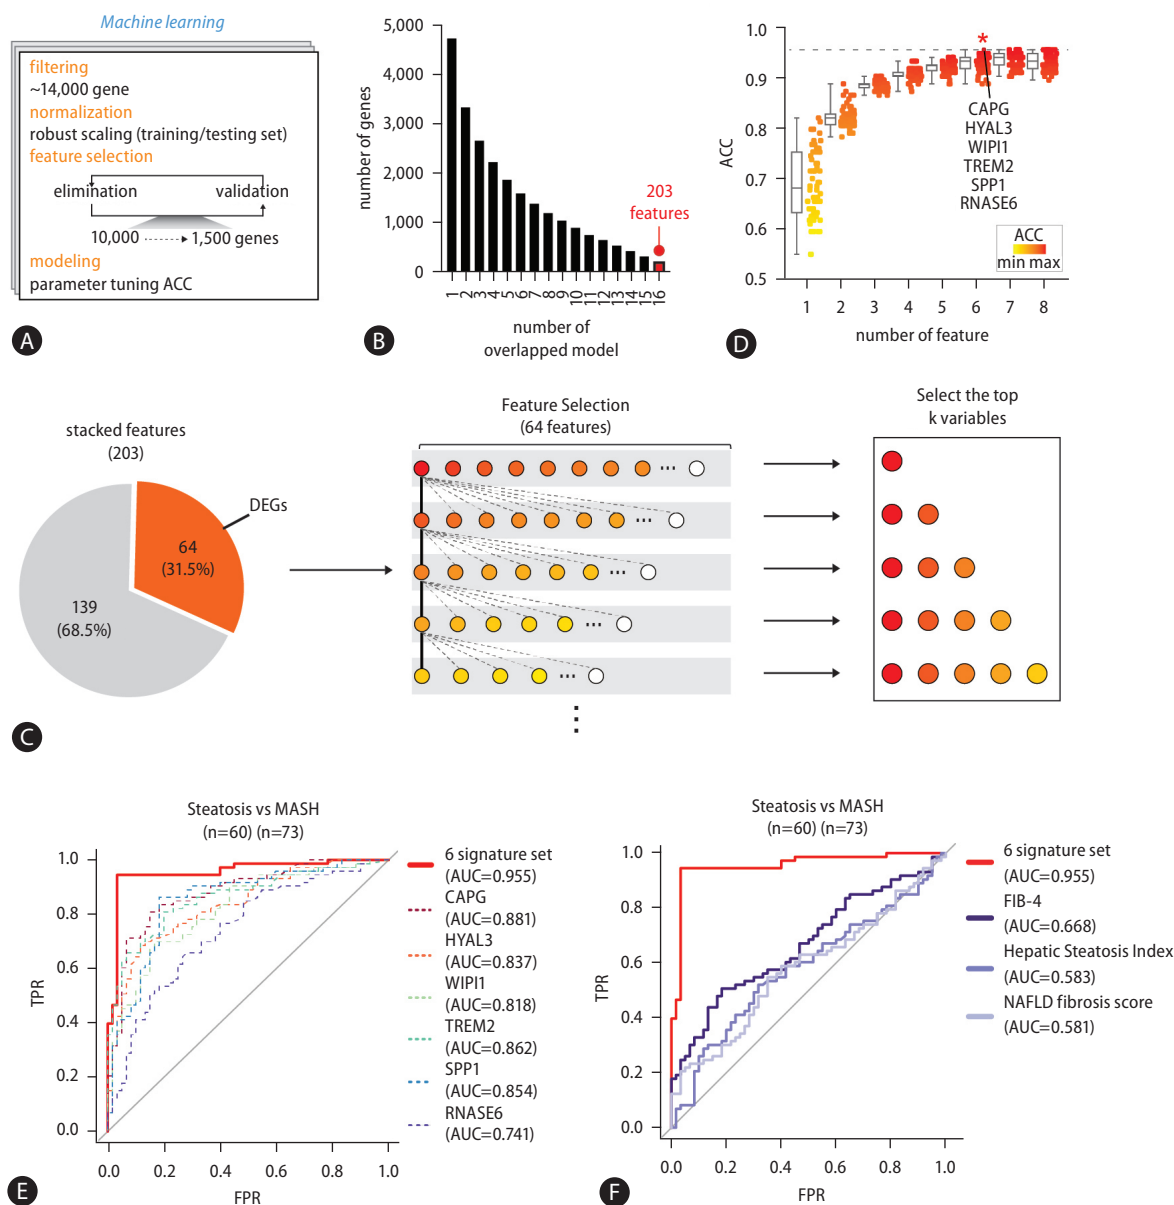 Machine learning
filtering
~14,000 gene
normalization
robust scaling (training/testing set)
feature selection
elimination validation
10,000 1,500 genes
modeling
parameter tuning ACC
A
5,000
4,000
3,000
2,000
1,000
0
number of genes
203
features
1 2 3 4 5 6 7 8 9 10 11 12 13 14 15 16
number of
overlapped model
B
1.0
0.9
0.8
0.7
0.6
0.5
ACC
*
CAPG
HYAL3
WIPI1
TREM2
SPP1
RNASE6
ACC
min max
1 2 3 4 5 6 7 8
number of feature
D
stacked features
(203)
DEGs
64
(31.5%)
139
(68.5%)
Feature Selection
(64 features)
Select the top
k variables
C
Steatosis vs MASH
(n=60) (n=73)
1.0
0.8
0.6
0.4
0.2
0.0
TPR
0.0 0.2 0.4 0.6 0.8 1.0
FPR
6 signature set
(AUC=0.955)
CAPG
(AUC=0.881)
HYAL3
(AUC=0.837)
WIPI1
(AUC=0.818)
TREM2
(AUC=0.862)
SPP1
(AUC=0.854)
RNASE6
(AUC=0.741)
E
Steatosis vs MASH
(n=60) (n=73)
1.0
0.8
0.6
0.4
0.2
0.0
TPR
0.0 0.2 0.4 0.6 0.8 1.0
FPR
6 signature set
(AUC=0.955)
FIB-4
(AUC=0.668)
Hepatic Steatosis Index
(AUC=0.583)
NAFLD fibrosis score
(AUC=0.581)
F